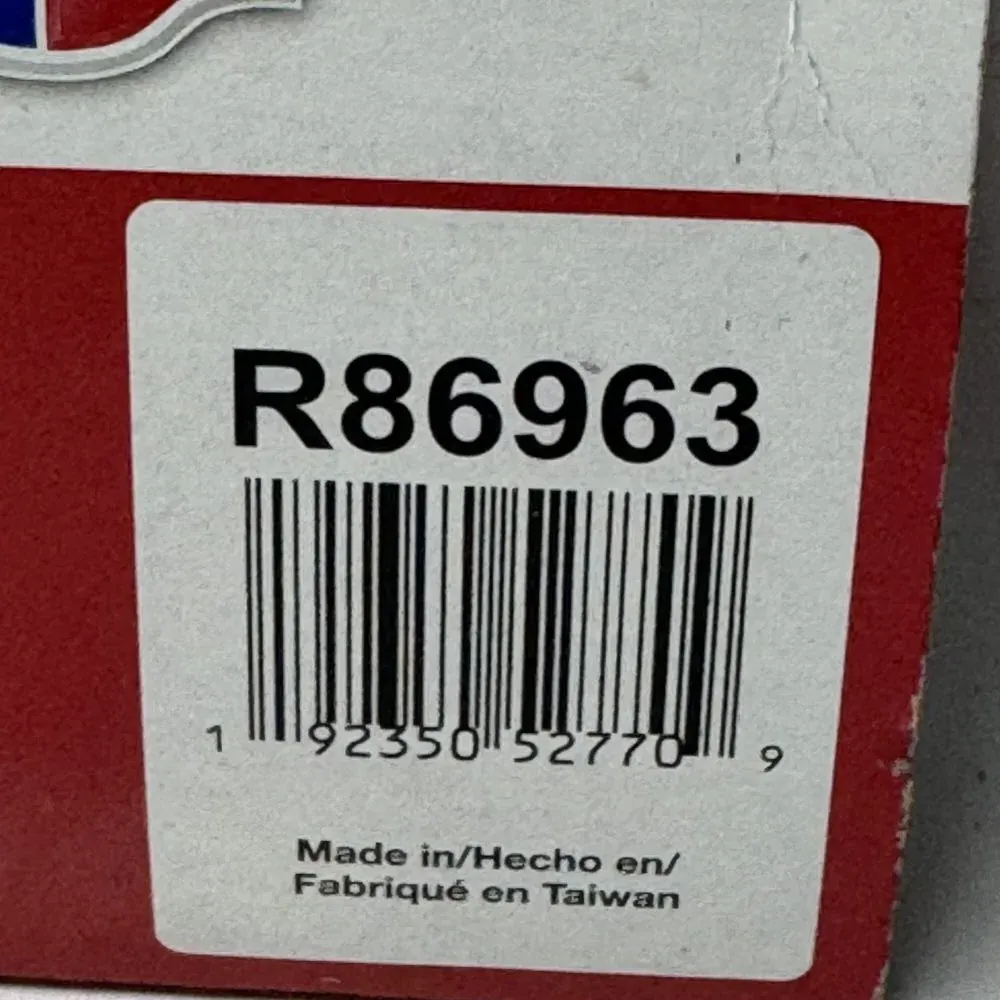 R86963
1 92350 52770 9
Made in/Hecho en/
Fabriqué en Taiwan